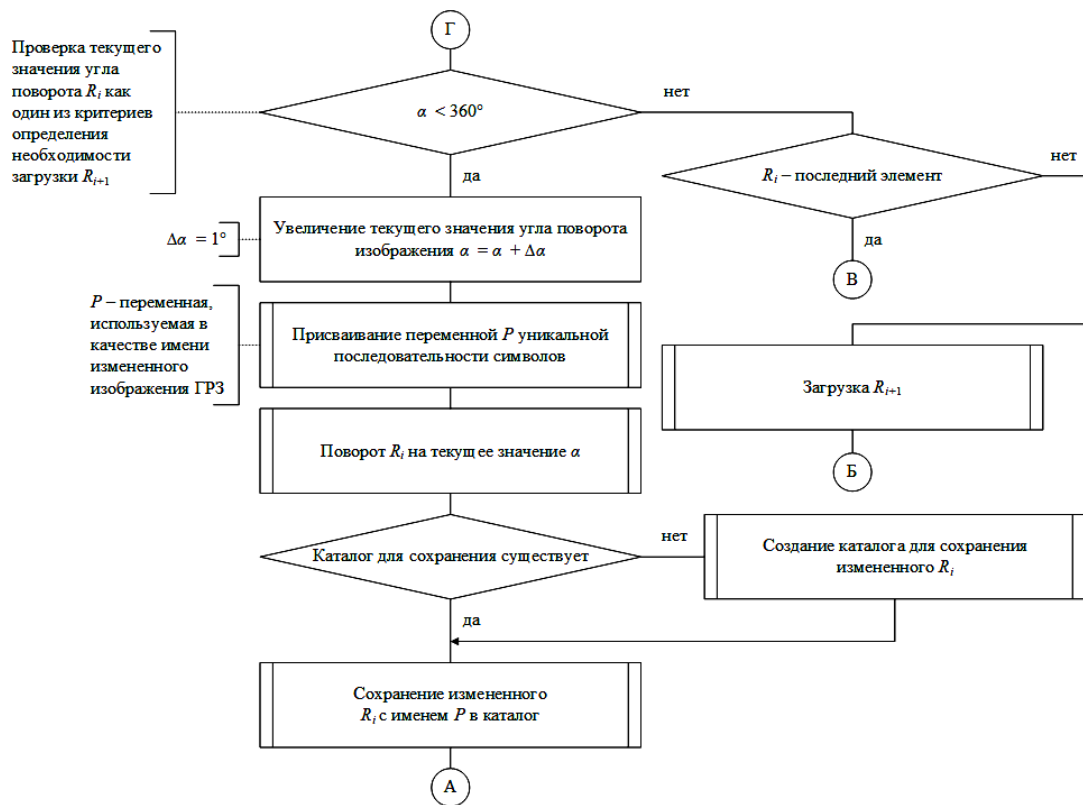 Г
Проверка текущего
значения угла
поворота Rᵢ как
один из критериев
определения
необходимости
загрузки Rᵢ₊₁
α < 360°
нет
да
Rᵢ – последний элемент
нет
да
В
Δα = 1°
Увеличение текущего значения угла поворота
изображения α = α + Δα
P – переменная,
используемая в
качестве имени
измененного
изображения ГРЗ
Присваивание переменной P уникальной
последовательности символов
Загрузка Rᵢ₊₁
Б
Поворот Rᵢ на текущее значение α
Каталог для сохранения существует
нет
да
Создание каталога для сохранения
измененного Rᵢ
Сохранение измененного
Rᵢ с именем P в каталог
А